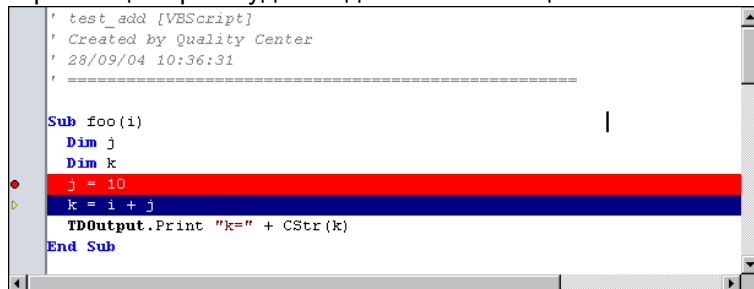 ' test_add [VBScript]
' Created by Quality Center
' 28/09/04 10:36:31
' ====================================================
Sub foo(i)
Dim j
Dim k
j = 10
k = i + j
TDOutput.Print "k=" + CStr(k)
End Sub